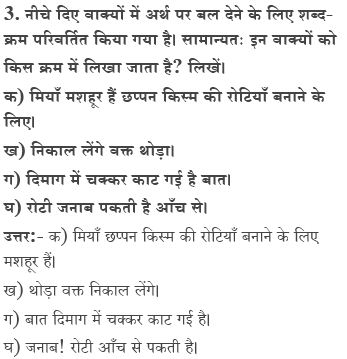 3. नीचे दिए वाक्यों में अर्थ पर बल देने के लिए शब्द-
क्रम परिवर्तित किया गया है। सामान्यतः इन वाक्यों को
किस क्रम में लिखा जाता है? लिखें।
क) मियाँ मशहूर हैं छप्पन किस्म की रोटियाँ बनाने के
लिए।
ख) निकाल लेंगे वक्त थोड़ा।
ग) दिमाग में चक्कर काट गई है बात।
घ) रोटी जनाब पकती है आँच से।
उत्तर:- क) मियाँ छप्पन किस्म की रोटियाँ बनाने के लिए
मशहूर हैं।
ख) थोड़ा वक्त निकाल लेंगे।
ग) बात दिमाग में चक्कर काट गई है।
घ) जनाब! रोटी आँच से पकती है।